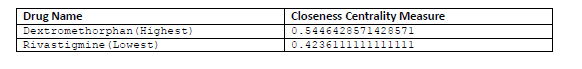 Drug Name Closeness Centrality Measure
Dextromethorphan(Highest) 0.5446428571428571
Rivastigmine(Lowest) 0.4236111111111111